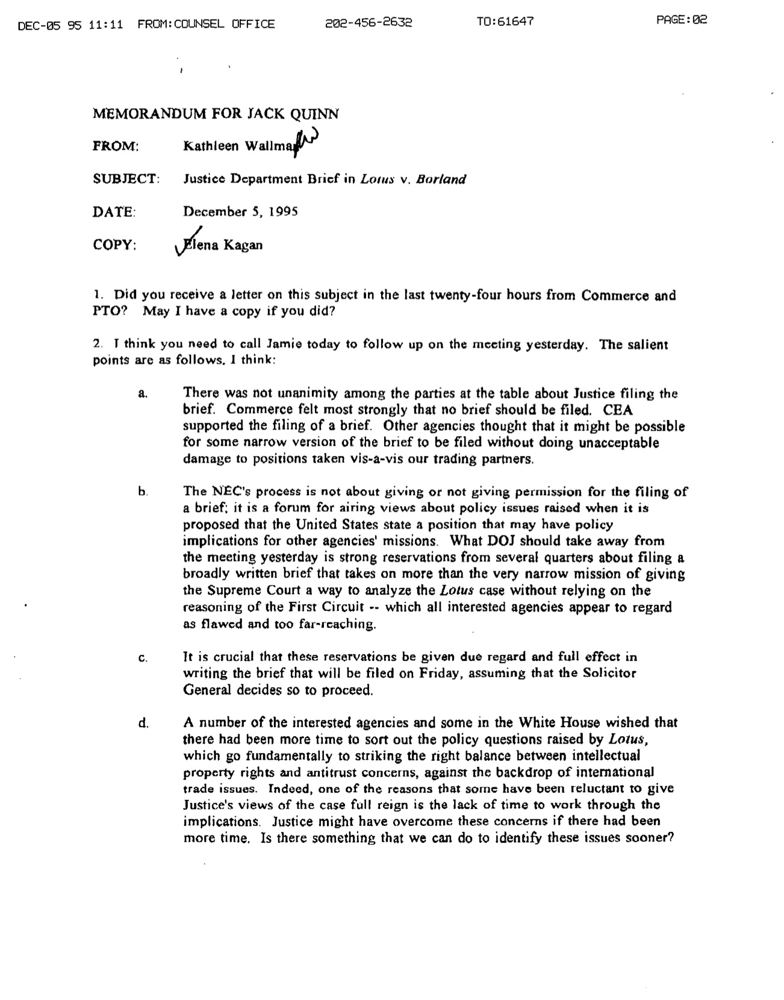 DEC-05 95 11:11 FROM:COUNSEL OFFICE 202-456-2632 TO:61647 PAGE:02
MEMORANDUM FOR JACK QUINN
FROM: Kathleen Wallman
SUBJECT: Justice Department Brief in Lotus v. Borland
DATE: December 5, 1995
COPY: Elena Kagan
1. Did you receive a letter on this subject in the last twenty-four hours from Commerce and
PTO? May I have a copy if you did?
2. I think you need to call Jamie today to follow up on the meeting yesterday. The salient
points are as follows. I think:
a. There was not unanimity among the parties at the table about Justice filing the
brief. Commerce felt most strongly that no brief should be filed. CEA
supported the filing of a brief. Other agencies thought that it might be possible
for some narrow version of the brief to be filed without doing unacceptable
damage to positions taken vis-a-vis our trading partners.
b. The NEC's process is not about giving or not giving permission for the filing of
a brief; it is a forum for airing views about policy issues raised when it is
proposed that the United States state a position that may have policy
implications for other agencies' missions. What DOJ should take away from
the meeting yesterday is strong reservations from several quarters about filing a
broadly written brief that takes on more than the very narrow mission of giving
the Supreme Court a way to analyze the Lotus case without relying on the
reasoning of the First Circuit -- which all interested agencies appear to regard
as flawed and too far-reaching.
c. It is crucial that these reservations be given due regard and full effect in
writing the brief that will be filed on Friday, assuming that the Solicitor
General decides so to proceed.
d. A number of the interested agencies and some in the White House wished that
there had been more time to sort out the policy questions raised by Lotus,
which go fundamentally to striking the right balance between intellectual
property rights and antitrust concerns, against the backdrop of international
trade issues. Indeed, one of the reasons that some have been reluctant to give
Justice's views of the case full reign is the lack of time to work through the
implications. Justice might have overcome these concerns if there had been
more time. Is there something that we can do to identify these issues sooner?